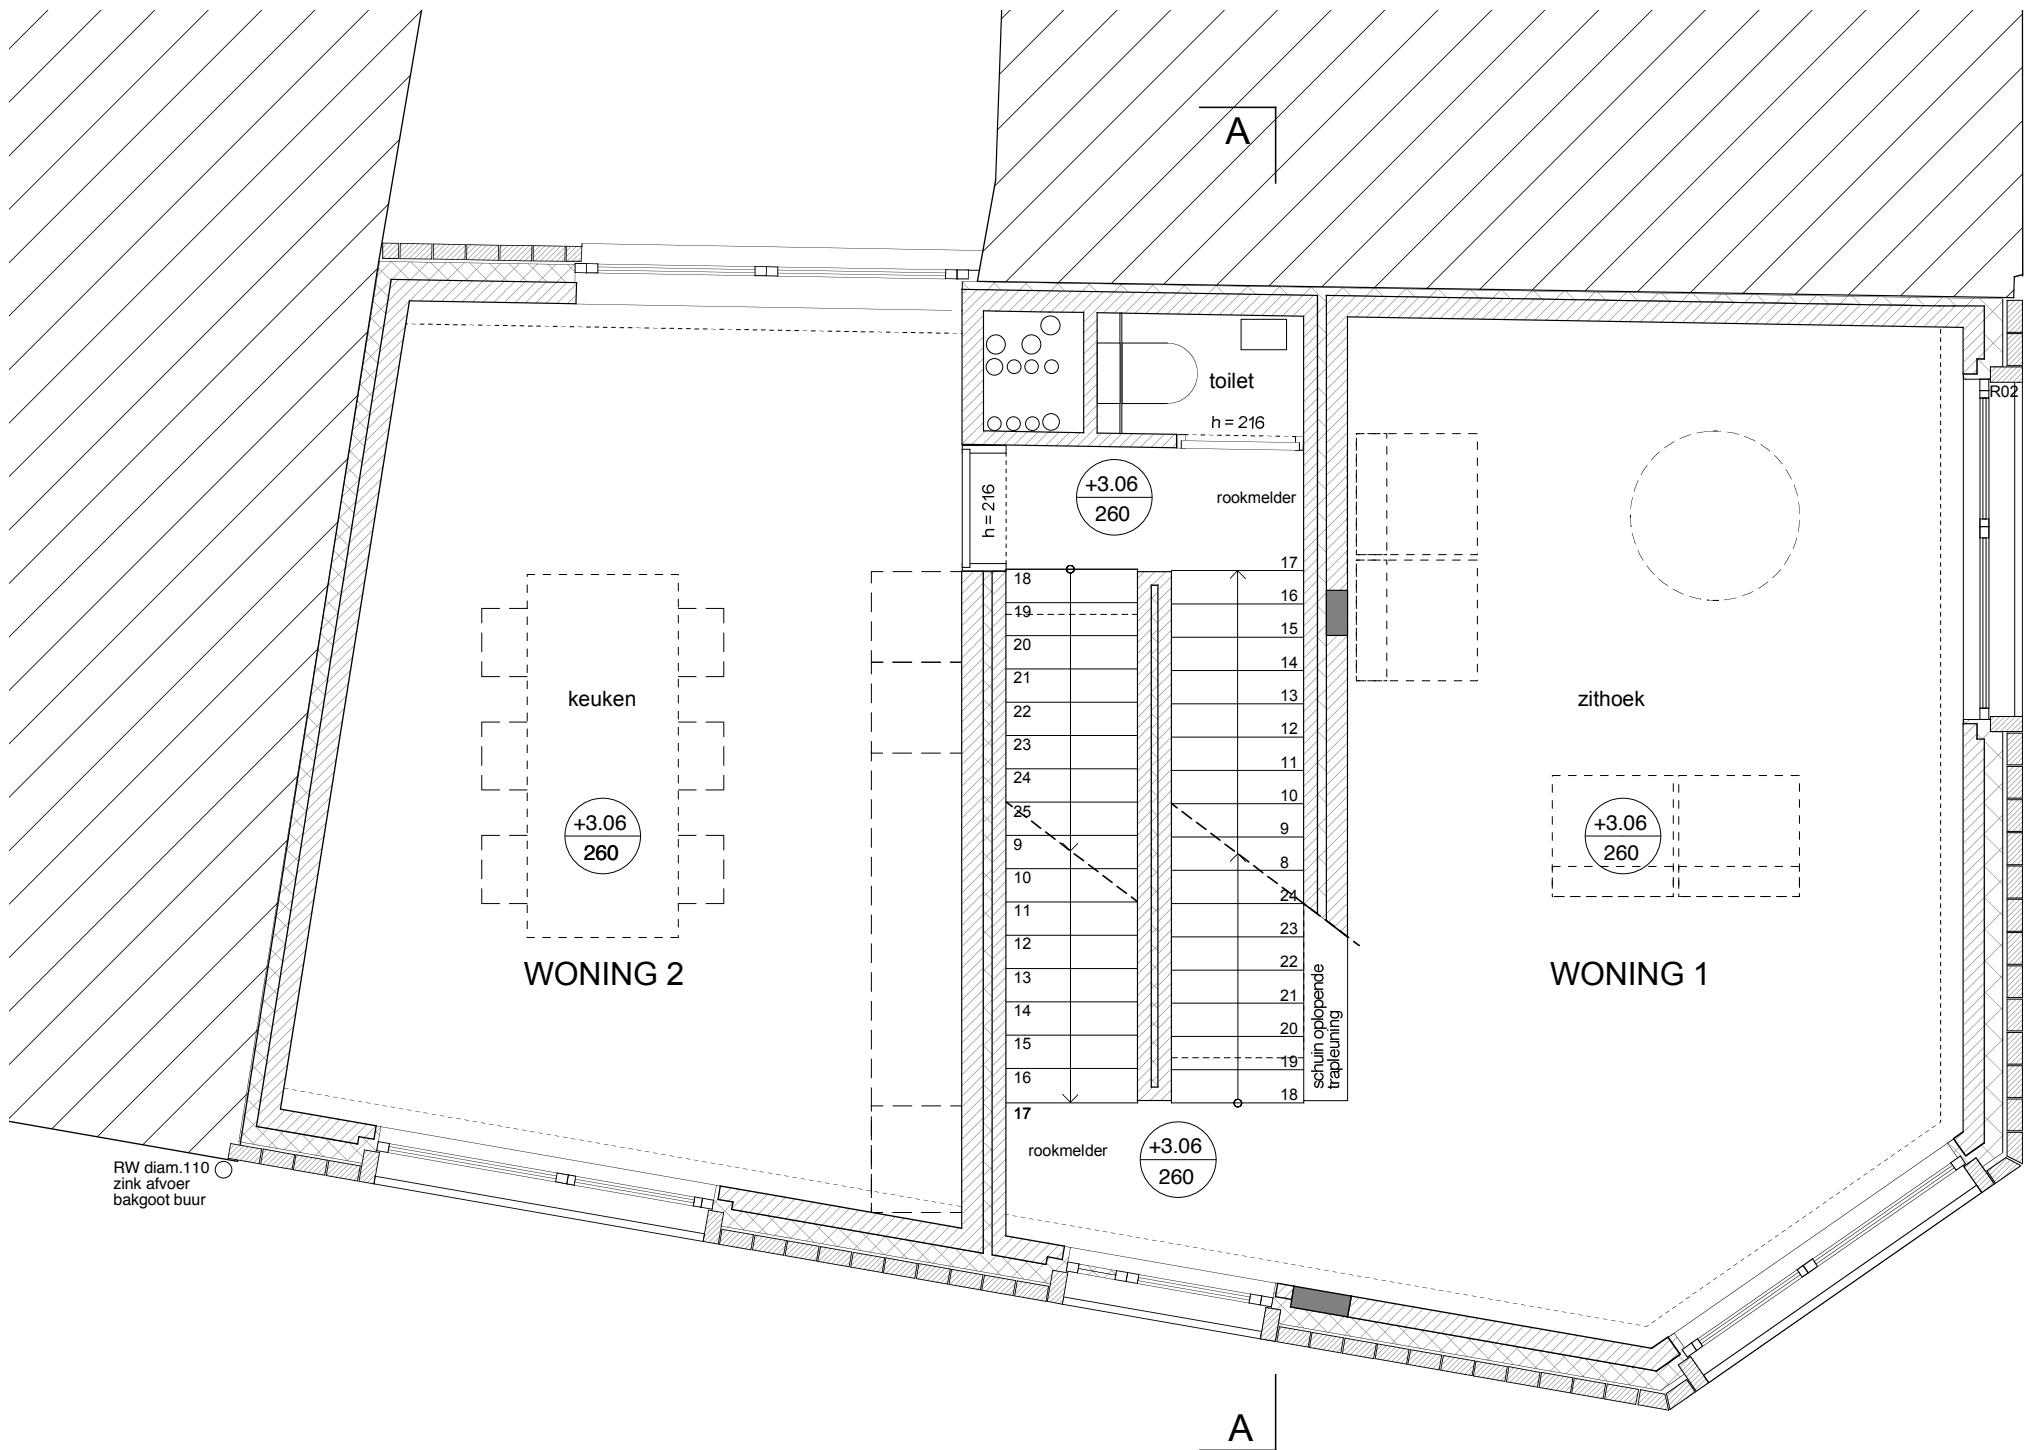 A
R02
toilet
h = 216
+3.06
260
rookmelder
h = 216
17
18
16
19
15
20
14
21
13
22
12
23
11
24
10
25
9
9
8
10
24
11
23
12
22
13
21
14
20
15
19
16
18
17
keuken
+3.06
260
WONING 2
zithoek
+3.06
260
WONING 1
schuin oplopende
trapleuning
rookmelder
+3.06
260
RW diam.110
zink afvoer
bakgoot buur
A